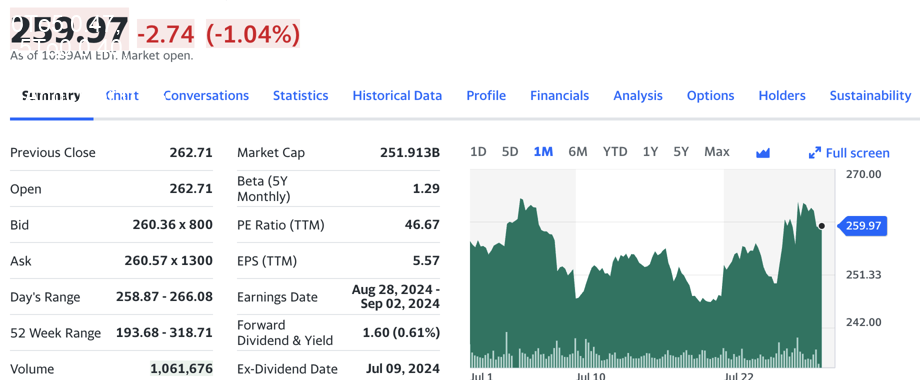 259.97 -2.74 (-1.04%)
As of 10:39AM EDT. Market open.
Summary Chart Conversations Statistics Historical Data Profile Financials Analysis Options Holders Sustainability
Previous Close 262.71
Open 262.71
Bid 260.36 x 800
Ask 260.57 x 1300
Day's Range 258.87 - 266.08
52 Week Range 193.68 - 318.71
Volume 1,061,676
Market Cap 251.913B
Beta (5Y
Monthly) 1.29
PE Ratio (TTM) 46.67
EPS (TTM) 5.57
Earnings Date Aug 28, 2024 -
Sep 02, 2024
Forward
Dividend & Yield 1.60 (0.61%)
Ex-Dividend Date Jul 09, 2024
1D 5D 1M 6M YTD 1Y 5Y Max Full screen
270.00
259.97
251.33
242.00
Jul 1 Jul 10 Jul 22